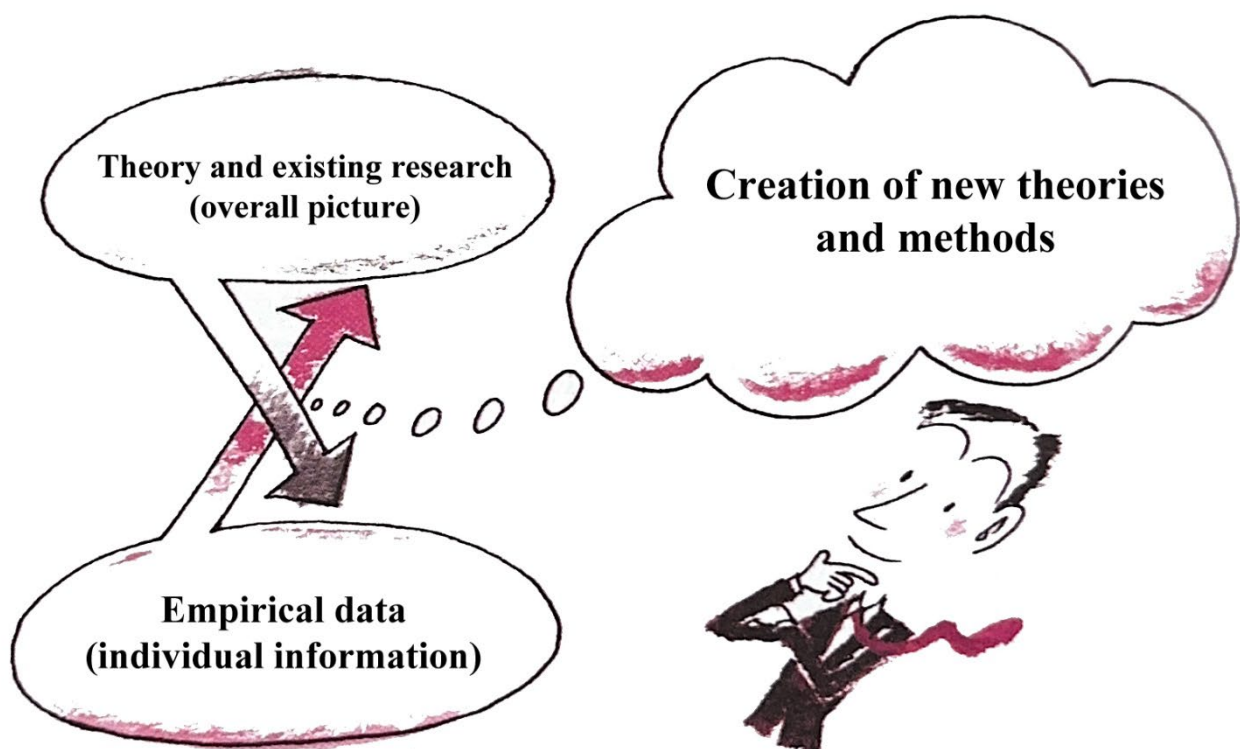 Theory and existing research
(overall picture)
Creation of new theories
and methods
Empirical data
(individual information)